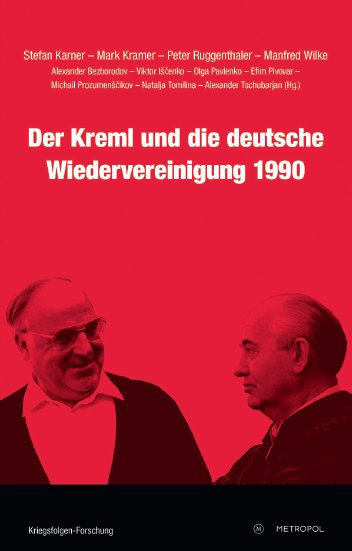 Stefan Karner – Mark Kramer – Peter Ruggenthaler – Manfred Wilke
Alexander Bezborodov – Viktor Iščenko – Olga Pavlenko – Efim Pivovar –
Michail Prozumenščikov – Natalja Tomilina – Alexander Tschubarjan (Hg.)
Der Kreml und die deutsche
Wiedervereinigung 1990
Kriegsfolgen-Forschung
M METROPOL